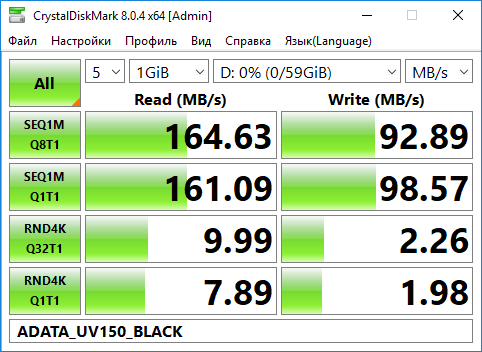 CrystalDiskMark 8.0.4 x64 [Admin]
Файл Настройки Профиль Вид Справка Язык(Language)
All 5 1GiB D: 0% (0/59GiB) MB/s
Read (MB/s) Write (MB/s)
SEQ1M Q8T1 164.63 92.89
SEQ1M Q1T1 161.09 98.57
RND4K Q32T1 9.99 2.26
RND4K Q1T1 7.89 1.98
ADATA_UV150_BLACK